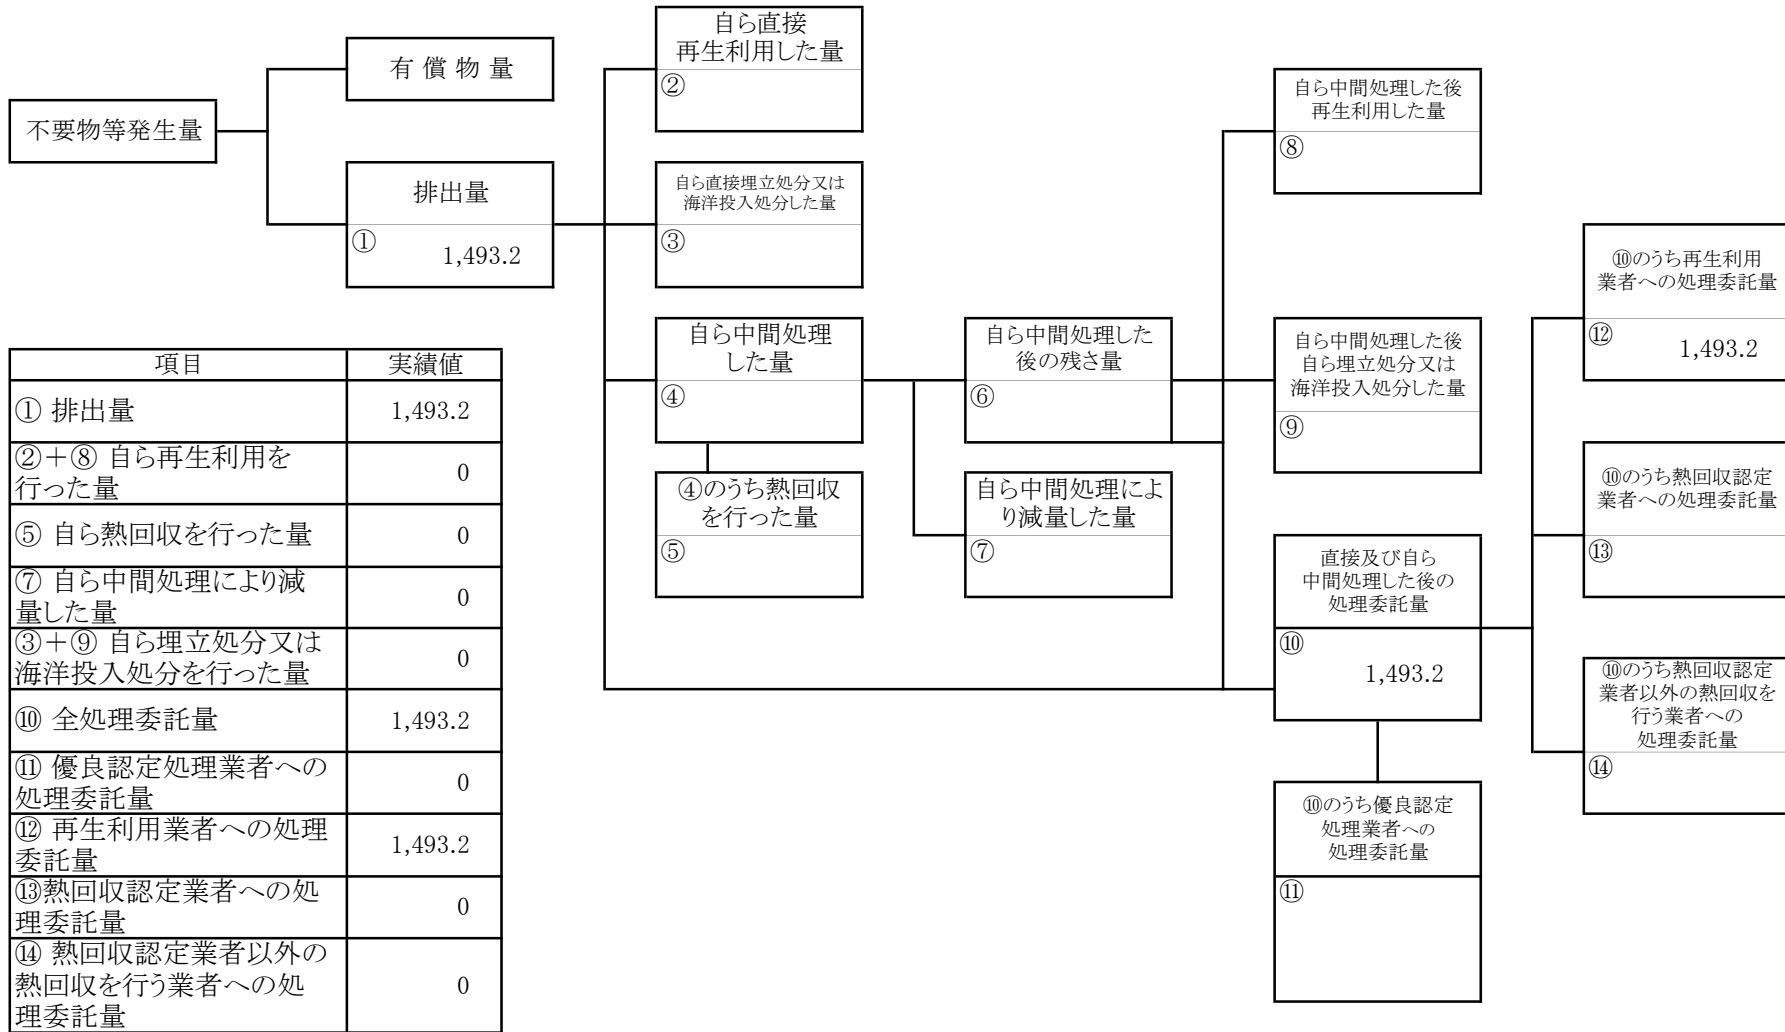 不要物等発生量
有 償 物 量
排出量
①
1,493.2
自ら直接
再生利用した量
②
自ら直接埋立処分又は
海洋投入処分した量
③
自ら中間処理
した量
④
④のうち熱回収
を行った量
⑤
自ら中間処理した
後の残さ量
⑥
自ら中間処理によ
り減量した量
⑦
自ら中間処理した後
再生利用した量
⑧
自ら中間処理した後
自ら埋立処分又は
海洋投入処分した量
⑨
直接及び自ら
中間処理した後の
処理委託量
⑩
1,493.2
⑩のうち優良認定
処理業者への
処理委託量
⑪
⑩のうち再生利用
業者への処理委託量
⑫
1,493.2
⑩のうち熱回収認定
業者への処理委託量
⑬
⑩のうち熱回収認定
業者以外の熱回収を
行う業者への
処理委託量
⑭
項目 実績値
① 排出量 1,493.2
②+⑧ 自ら再生利用を
行った量 0
⑤ 自ら熱回収を行った量 0
⑦ 自ら中間処理により減
量した量 0
③+⑨ 自ら埋立処分又は
海洋投入処分を行った量 0
⑩ 全処理委託量 1,493.2
⑪ 優良認定処理業者への
処理委託量 0
⑫ 再生利用業者への処理
委託量 1,493.2
⑬熱回収認定業者への処
理委託量 0
⑭ 熱回収認定業者以外の
熱回収を行う業者への処
理委託量 0